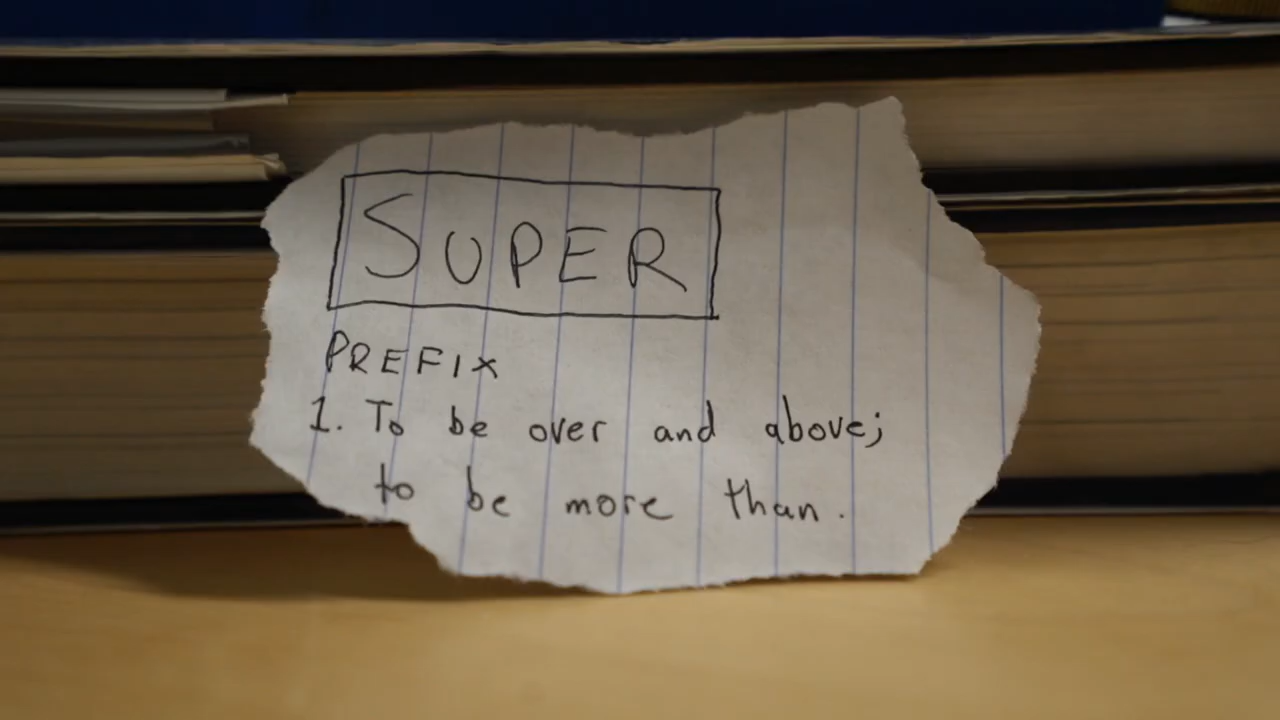 SUPER
PREFIX
1. To be over and above;
to be more than.